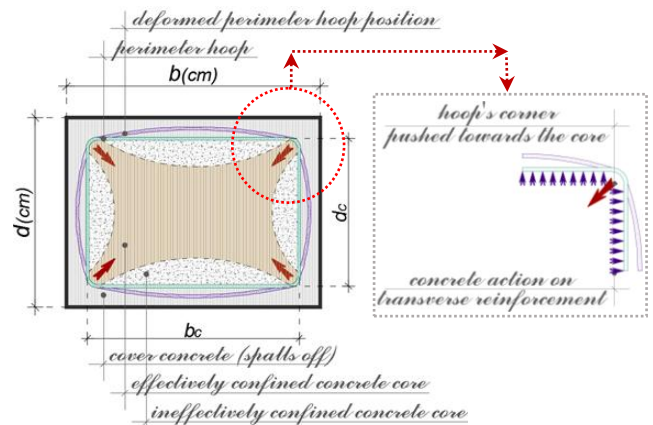 deformed perimeter hoop position
perimeter hoop
b(cm)
d(cm)
dc
bc
cover concrete (spalls off)
effectively confined concrete core
ineffectively confined concrete core
hoop's corner
pushed towards the core
concrete action on
transverse reinforcement